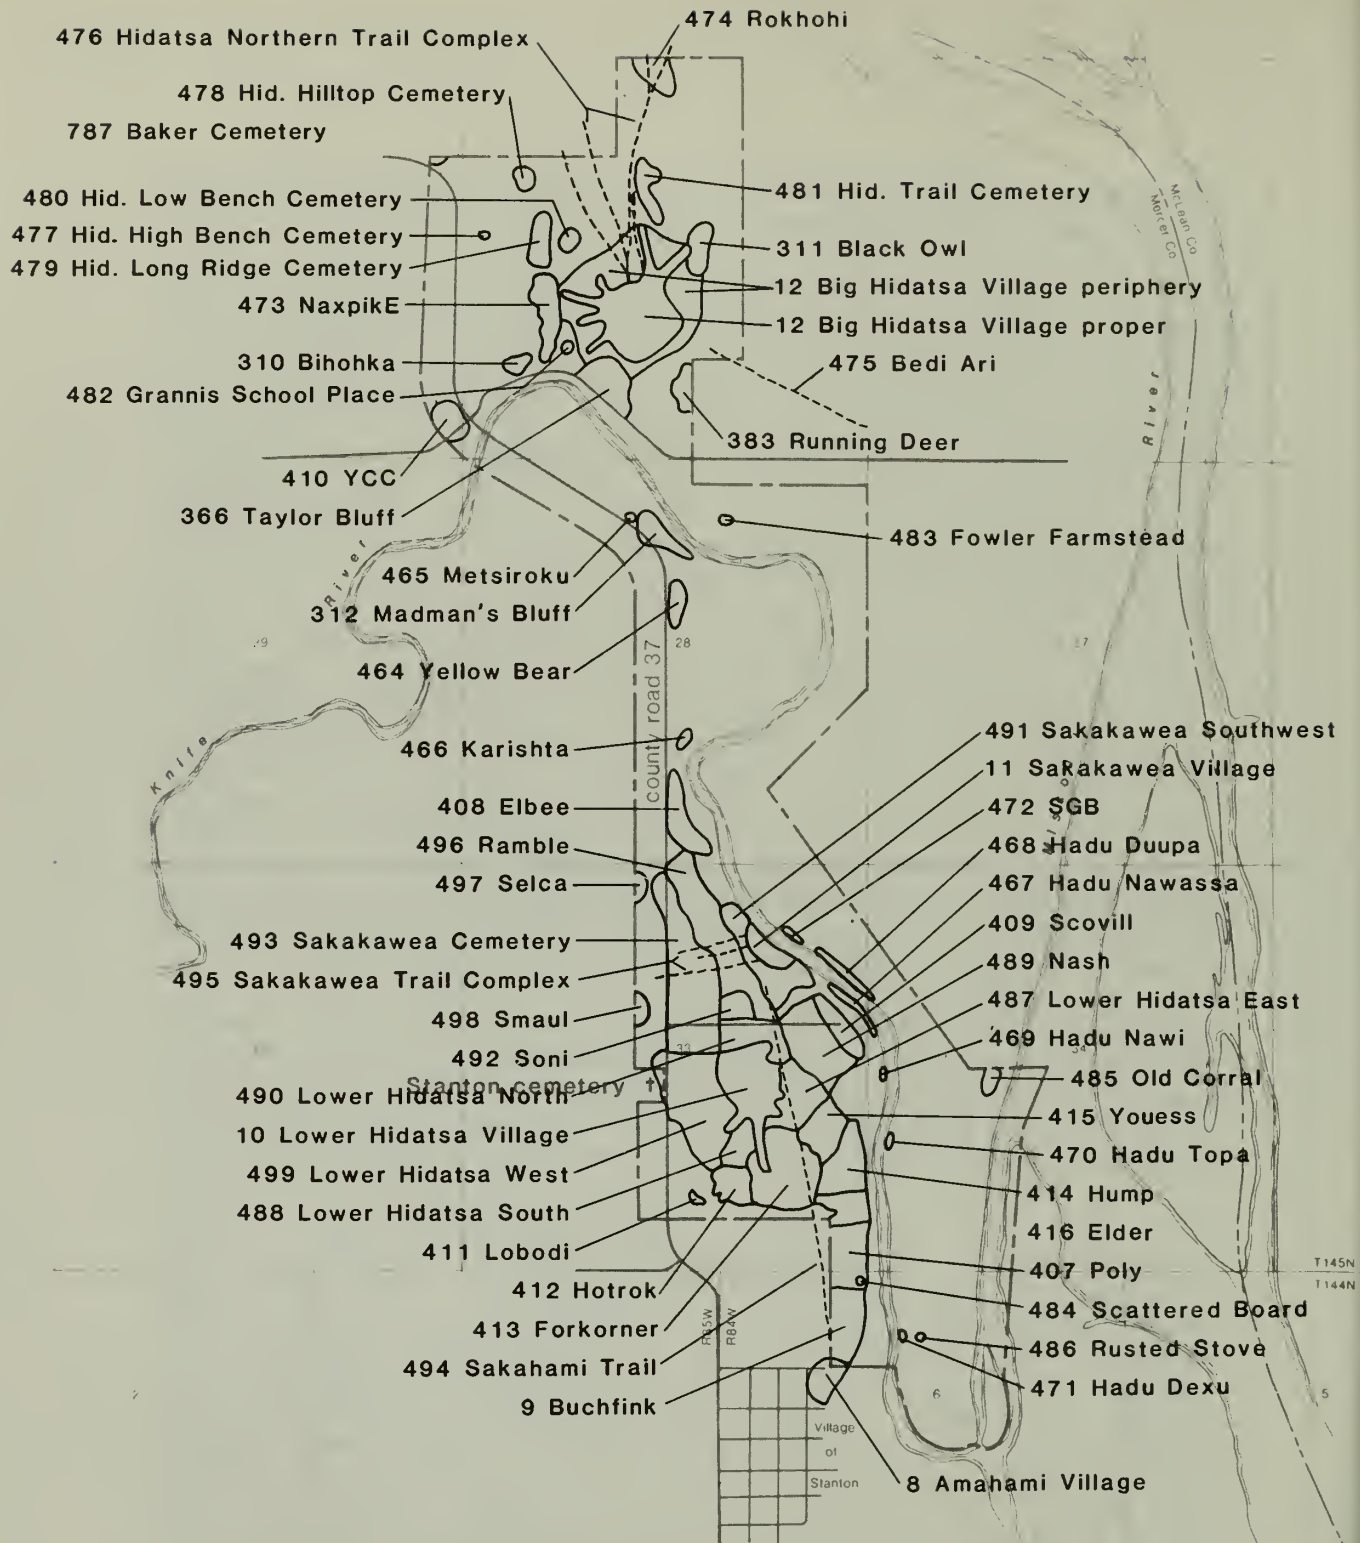 474 Rokhohi
476 Hidatsa Northern Trail Complex
478 Hid. Hilltop Cemetery
787 Baker Cemetery
480 Hid. Low Bench Cemetery
481 Hid. Trail Cemetery
477 Hid. High Bench Cemetery
311 Black Owl
479 Hid. Long Ridge Cemetery
12 Big Hidatsa Village periphery
473 NaxpikE
12 Big Hidatsa Village proper
310 Bihohka
475 Bedi Ari
482 Grannis School Place
383 Running Deer
410 YCC
366 Taylor Bluff
483 Fowler Farmstead
465 Metsiroku
312 Madman's Bluff
464 Yellow Bear
McLean Co
Mercer Co
River
River
Knife
28
county road 37
466 Karishta
491 Sakakawea Southwest
11 Sakakawea Village
408 Elbee
472 SGB
496 Ramble
468 Hadu Duupa
497 Selca
467 Hadu Nawassa
409 Scovill
493 Sakakawea Cemetery
489 Nash
495 Sakakawea Trail Complex
487 Lower Hidatsa East
498 Smaul
469 Hadu Nawi
492 Soni
33
34
485 Old Corral
Stanton cemetery
490 Lower Hidatsa North
415 Youess
10 Lower Hidatsa Village
470 Hadu Topa
499 Lower Hidatsa West
414 Hump
488 Lower Hidatsa South
416 Elder
411 Lobodi
407 Poly
T145N
T144N
412 Hotrok
484 Scattered Board
413 Forkorner
R85W
R84W
486 Rusted Stove
494 Sakahami Trail
471 Hadu Dexu
9 Buchfink
6
5
Village
of
Stanton
8 Amahami Village